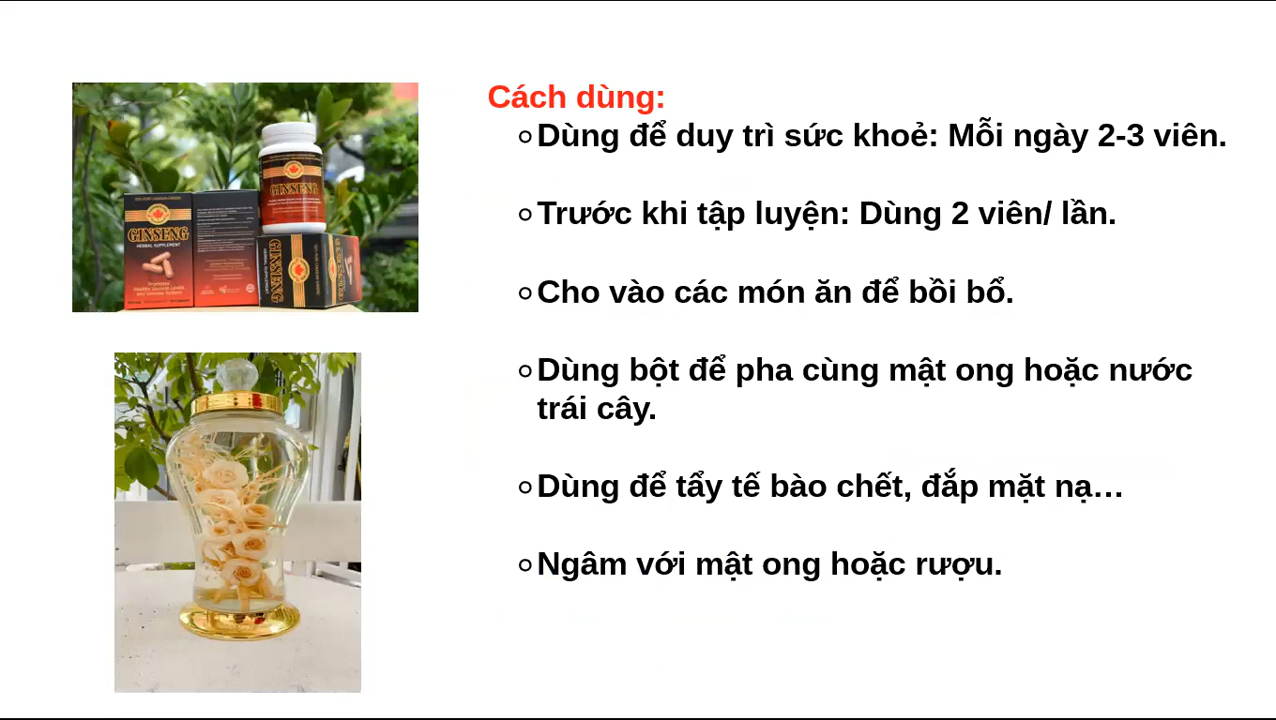 Cách dùng:
Dùng để duy trì sức khoẻ: Mỗi ngày 2-3 viên.
Trước khi tập luyện: Dùng 2 viên/ lần.
Cho vào các món ăn để bồi bổ.
Dùng bột để pha cùng mật ong hoặc nước
trái cây.
Dùng để tẩy tế bào chết, đắp mặt nạ…
Ngâm với mật ong hoặc rượu.
GINSENG
GINSENG
HERBAL SUPPLEMENT
Promotes
GINSENG